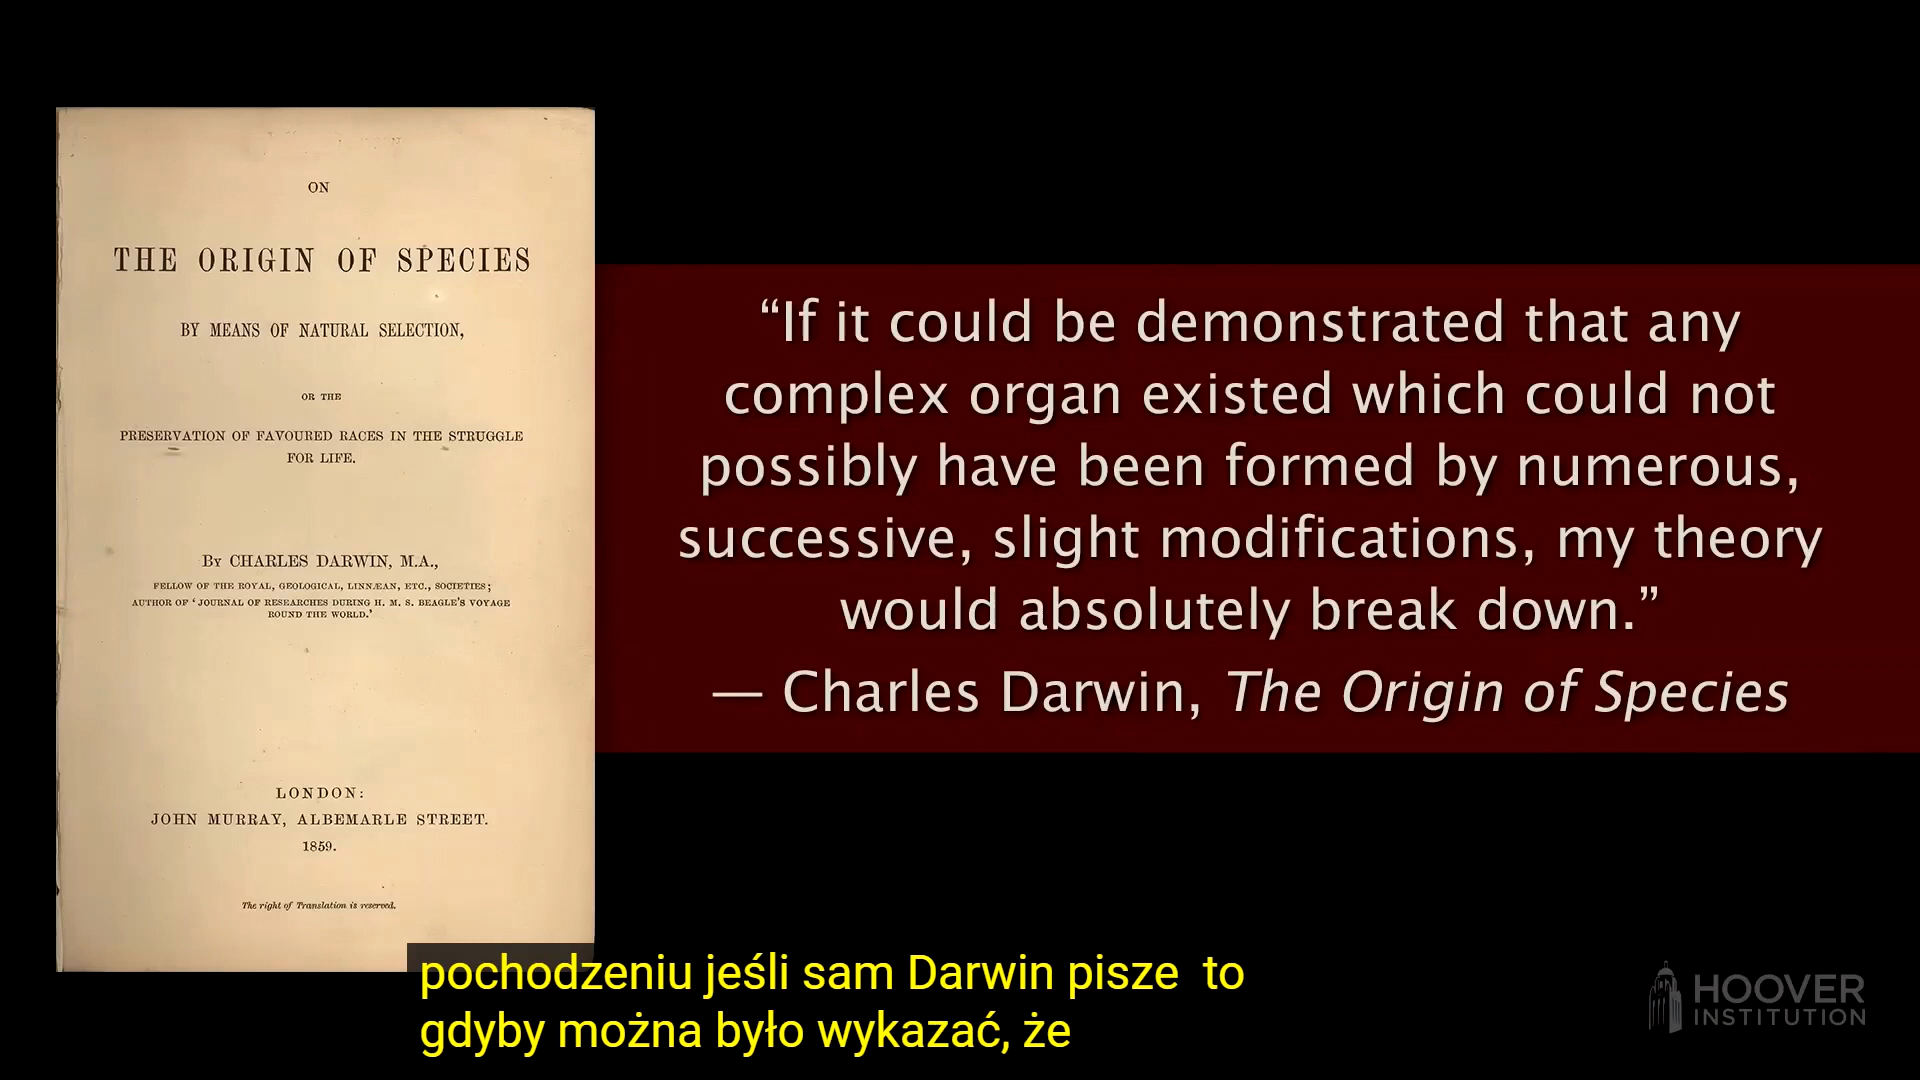 ON
THE ORIGIN OF SPECIES
BY MEANS OF NATURAL SELECTION,
OR THE
PRESERVATION OF FAVOURED RACES IN THE STRUGGLE
FOR LIFE.
By CHARLES DARWIN, M.A.,
FELLOW OF THE ROYAL, GEOLOGICAL, LINNÆAN, ETC., SOCIETIES;
AUTHOR OF ‘JOURNAL OF RESEARCHES DURING H. M. S. BEAGLE’S VOYAGE
ROUND THE WORLD.’
LONDON:
JOHN MURRAY, ALBEMARLE STREET.
1859.
The right of Translation is reserved.
“If it could be demonstrated that any
complex organ existed which could not
possibly have been formed by numerous,
successive, slight modifications, my theory
would absolutely break down.”
— Charles Darwin, The Origin of Species
pochodzeniu jeśli sam Darwin pisze to
gdyby można było wykazać, że
HOOVER
INSTITUTION